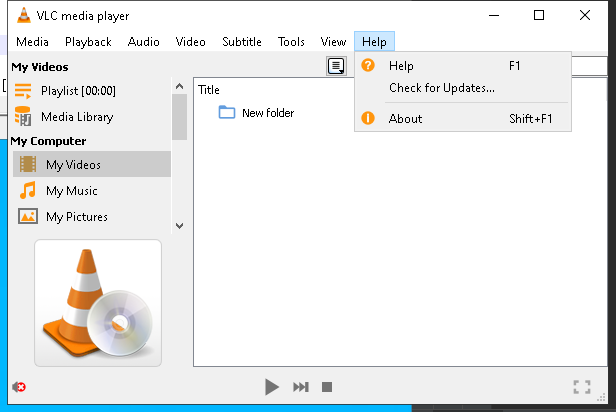 VLC media player
Media Playback Audio Video Subtitle Tools View Help
My Videos
Playlist [00:00]
Media Library
My Computer
My Videos
My Music
My Pictures
Title
New folder
Help F1
Check for Updates...
About Shift+F1